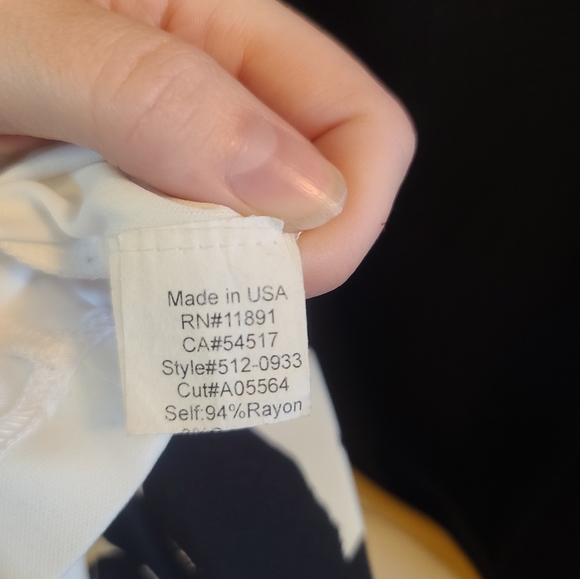 Made in USA
RN#11891
CA#54517
Style#512-0933
Cut#A05564
Self:94%Rayon